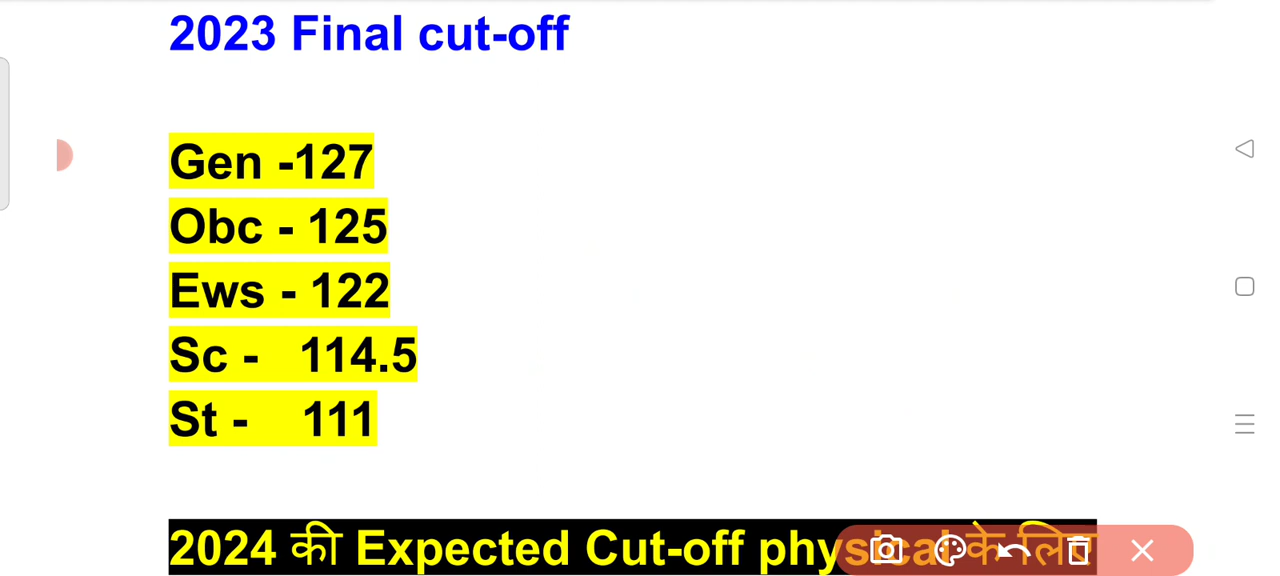 2023 Final cut-off
Gen -127
Obc - 125
Ews - 122
Sc - 114.5
St - 111
2024 की Expected Cut-off physical के लिए